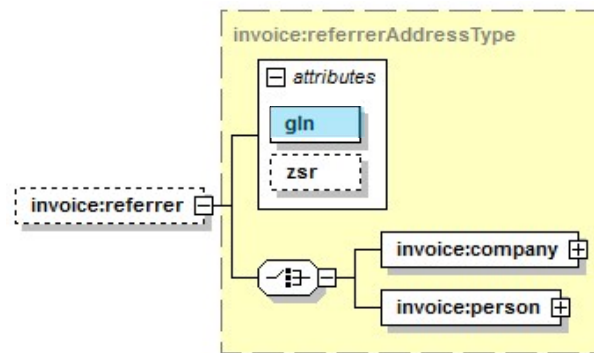 invoice:referrerAddressType
attributes
gln
zsr
invoice:referrer
invoice:company
invoice:person